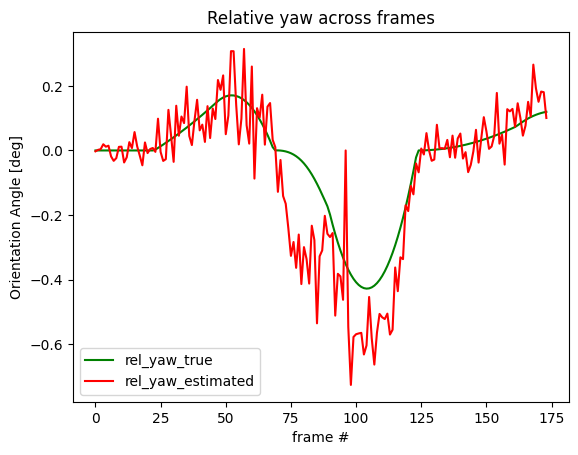 Relative yaw across frames
Orientation Angle [deg]
0.2
0.0
−0.2
−0.4
−0.6
rel_yaw_true
rel_yaw_estimated
0 25 50 75 100 125 150 175
frame #